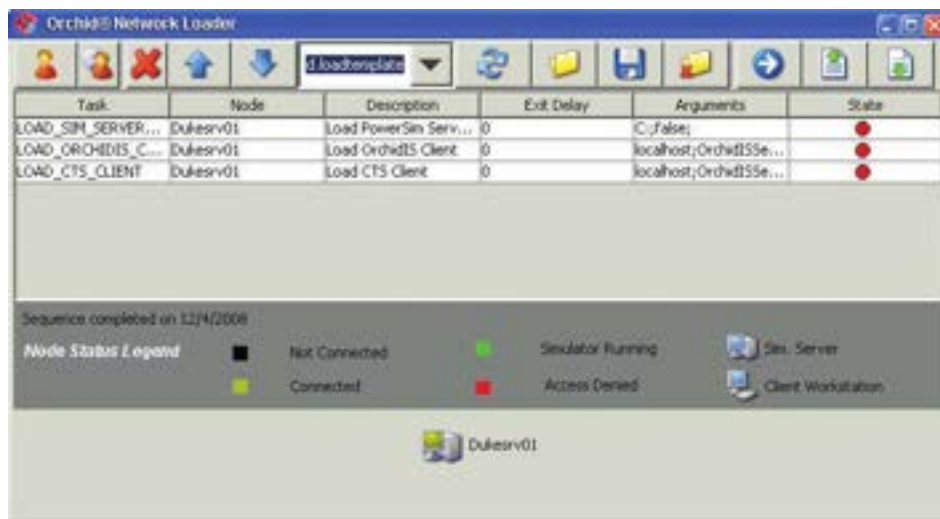 Orchid® Network Loader
d.loadtemplate
Task Node Description Exit Delay Arguments State
LOAD_SIM_SERVER... Dukesrv01 Load PowerSim Serv... 0 C:;false;
LOAD_ORCHIDIS_C... Dukesrv01 Load OrchidIS Client 0 localhost;OrchidISSe...
LOAD_CTS_CLIENT Dukesrv01 Load CTS Client 0 localhost;OrchidISSe...
Sequence completed on 12/4/2008
Node Status Legend Not Connected Simulator Running Sim. Server
Connected Access Denied Client Workstation
Dukesrv01